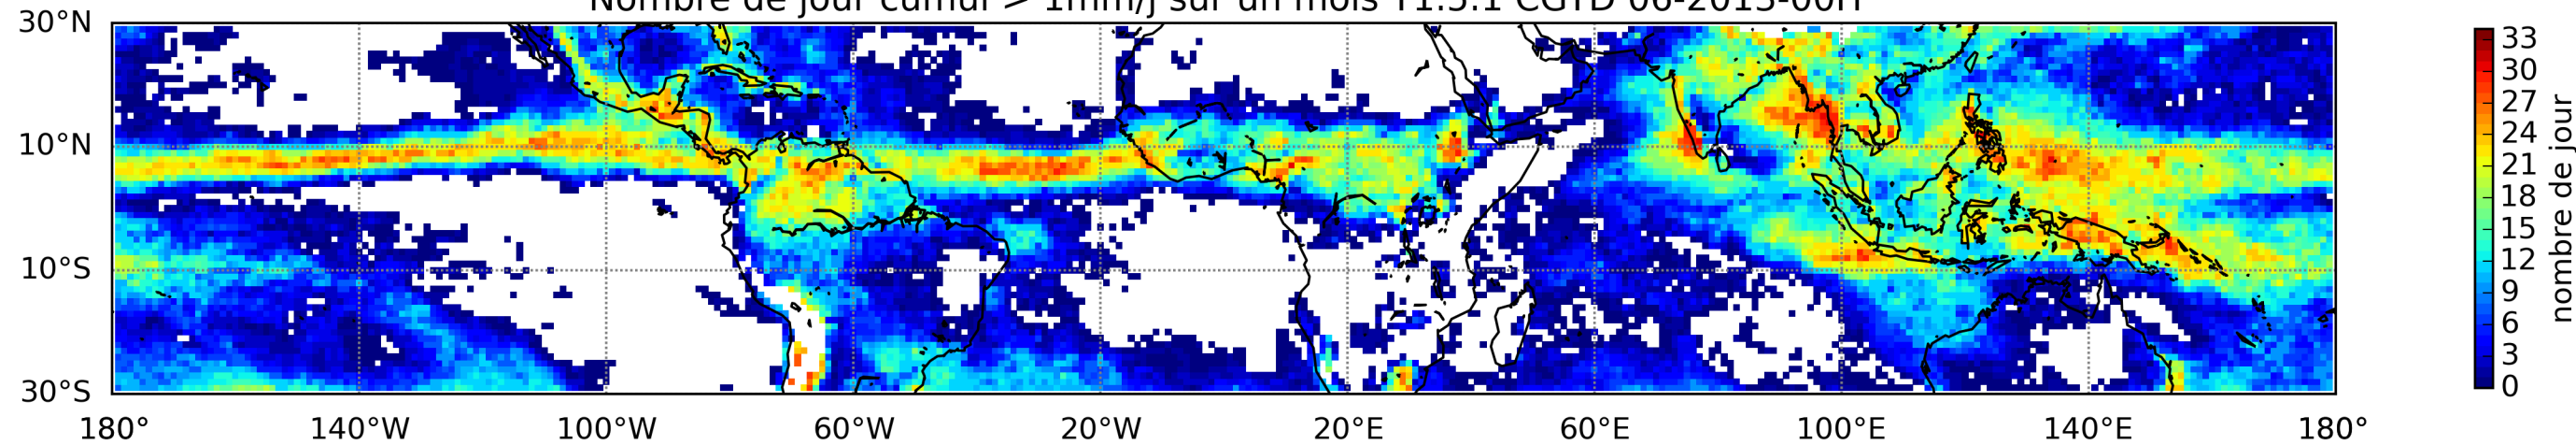 Nombre de jour cumul > 1mm/j sur un mois T1.5.1 CGTD 06-2013-00H
30°N
10°N
10°S
30°S
180° 140°W 100°W 60°W 20°W 20°E 60°E 100°E 140°E 180°
33
30
27
24
21
18
15
12
9
6
3
0
nombre de jour